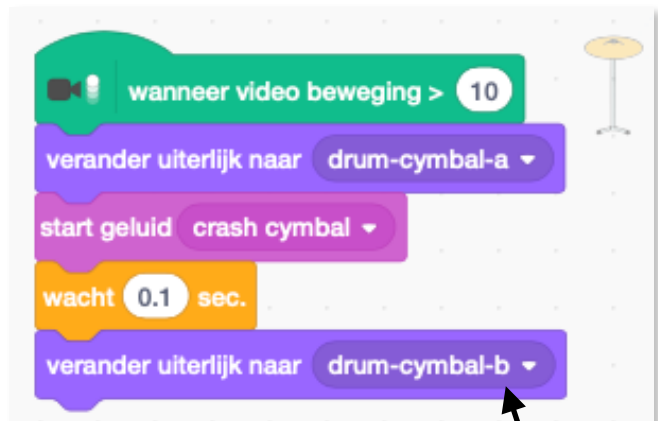 wanneer video beweging > 10
verander uiterlijk naar drum-cymbal-a
start geluid crash cymbal
wacht 0.1 sec.
verander uiterlijk naar drum-cymbal-b